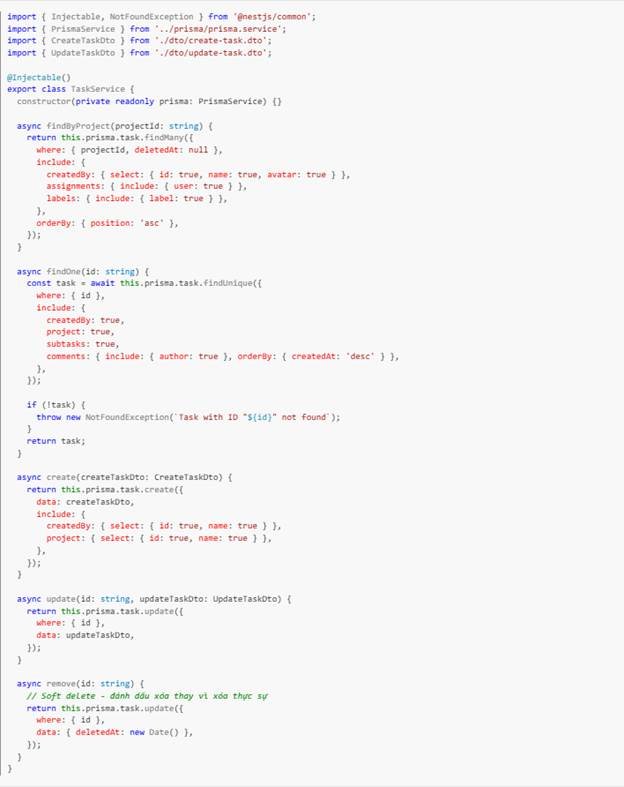 import { Injectable, NotFoundException } from '@nestjs/common';
import { PrismaService } from '../prisma/prisma.service';
import { CreateTaskDto } from './dto/create-task.dto';
import { UpdateTaskDto } from './dto/update-task.dto';

@Injectable()
export class TaskService {
  constructor(private readonly prisma: PrismaService) {}

  async findByProject(projectId: string) {
    return this.prisma.task.findMany({
      where: { projectId, deletedAt: null },
      include: {
        createdBy: { select: { id: true, name: true, avatar: true } },
        assignments: { include: { user: true } },
        labels: { include: { label: true } },
      },
      orderBy: { position: 'asc' },
    });
  }

  async findOne(id: string) {
    const task = await this.prisma.task.findUnique({
      where: { id },
      include: {
        createdBy: true,
        project: true,
        subtasks: true,
        comments: { include: { author: true }, orderBy: { createdAt: 'desc' } },
      },
    });

    if (!task) {
      throw new NotFoundException(`Task with ID "${id}" not found`);
    }
    return task;
  }

  async create(createTaskDto: CreateTaskDto) {
    return this.prisma.task.create({
      data: createTaskDto,
      include: {
        createdBy: { select: { id: true, name: true } },
        project: { select: { id: true, name: true } },
      },
    });
  }

  async update(id: string, updateTaskDto: UpdateTaskDto) {
    return this.prisma.task.update({
      where: { id },
      data: updateTaskDto,
    });
  }

  async remove(id: string) {
    // Soft delete - đánh dấu xóa thay vì xóa thực sự
    return this.prisma.task.update({
      where: { id },
      data: { deletedAt: new Date() },
    });
  }
}